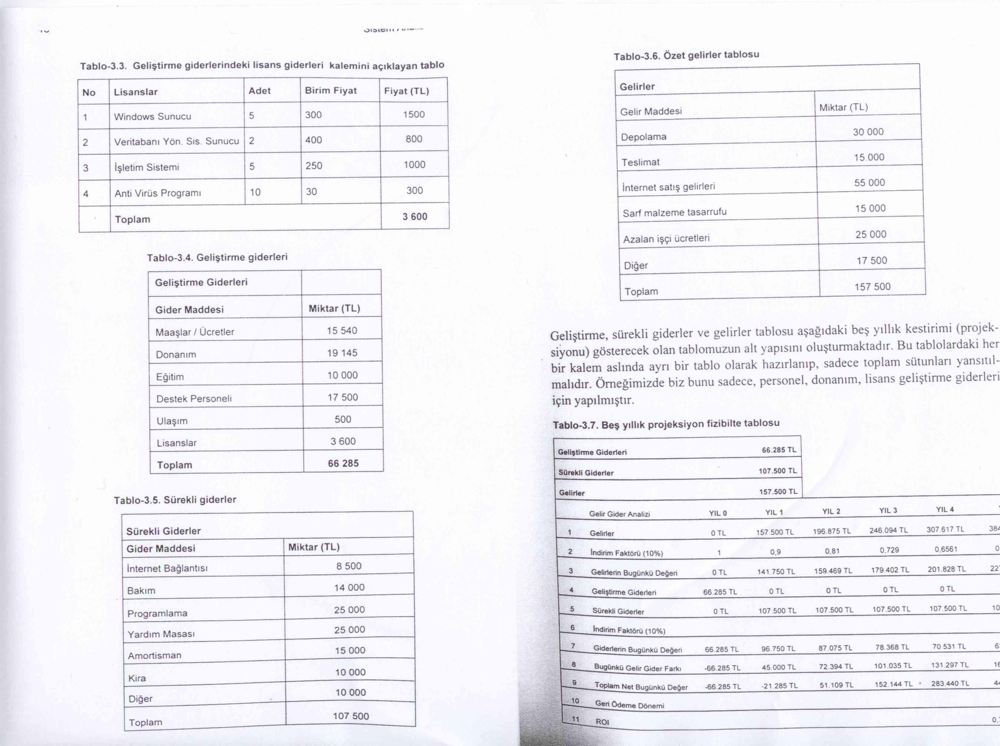 Tablo-3.3. Geliştirme giderlerindeki lisans giderleri kalemini açıklayan tablo
No Lisanslar Adet Birim Fiyat Fiyat (TL)
1 Windows Sunucu 5 300 1500
2 Veritabanı Yön. Sis. Sunucu 2 400 800
3 İşletim Sistemi 5 250 1000
4 Anti Virüs Programı 10 30 300
Toplam 3 600
Tablo-3.4. Geliştirme giderleri
Geliştirme Giderleri
Gider Maddesi Miktar (TL)
Maaşlar / Ücretler 15 540
Donanım 19 145
Eğitim 10 000
Destek Personeli 17 500
Ulaşım 500
Lisanslar 3 600
Toplam 66 285
Tablo-3.5. Sürekli giderler
Sürekli Giderler
Gider Maddesi Miktar (TL)
İnternet Bağlantısı 8 500
Bakım 14 000
Programlama 25 000
Yardım Masası 25 000
Amortisman 15 000
Kira 10 000
Diğer 10 000
Toplam 107 500
Tablo-3.6. Özet gelirler tablosu
Gelirler
Gelir Maddesi Miktar (TL)
Depolama 30 000
Teslimat 15.000
İnternet satış gelirleri 55 000
Sarf malzeme tasarrufu 15 000
Azalan işçi ücretleri 25 000
Diğer 17 500
Toplam 157 500
Geliştirme, sürekli giderler ve gelirler tablosu aşağıdaki beş yıllık kestirimi (projek-
siyonu) gösterecek olan tablomuzun alt yapısını oluşturmaktadır. Bu tablolardaki her
bir kalem aslında ayrı bir tablo olarak hazırlanıp, sadece toplam sütunları yansıtıl-
malıdır. Örneğimizde biz bunu sadece, personel, donanım, lisans geliştirme giderleri
için yapılmıştır.
Tablo-3.7. Beş yıllık projeksiyon fizibilte tablosu
Geliştirme Giderleri 66.285 TL
Sürekli Giderler 107.500 TL
Gelirler 157.500 TL
Gelir Gider Analizi YIL 0 YIL 1 YIL 2 YIL 3 YIL 4
1 Gelirler 0 TL 157.500 TL 196.875 TL 246.094 TL 307.617 TL
2 İndirim Faktörü (10%) 1 0,9 0,81 0,729 0,6561
3 Gelirlerin Bugünkü Değeri 0 TL 141.750 TL 159.469 TL 179.402 TL 201.828 TL
4 Geliştirme Giderleri 66.285 TL 0 TL 0 TL 0 TL 0 TL
5 Sürekli Giderler 0 TL 107.500 TL 107.500 TL 107.500 TL 107.500 TL
6 İndirim Faktörü (10%)
7 Giderlerin Bugünkü Değeri 66.285 TL 96.750 TL 87.075 TL 78.368 TL 70.531 TL
8 Bugünkü Gelir Gider Farkı -66.285 TL 45.000 TL 72.394 TL 101.035 TL 131.297 TL
9 Toplam Net Bugünkü Değer -66.285 TL -21.285 TL 51.109 TL 152.144 TL 283.440 TL
10 Geri Ödeme Dönemi
11 ROI